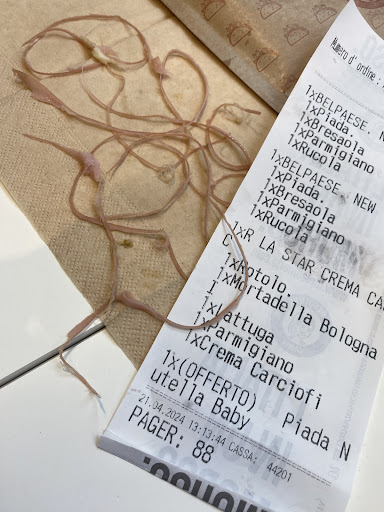 Numero d'ordine:
1xBELPAESE. NEW
1xPiada.
1xBresaola
1xParmigiano
1xRucola
1xBELPAESE. NEW
1xPiada.
1xBresaola
1xParmigiano
1xRucola
1xR LA STAR CREMA CA
C
1xRotolo.
1xMortadella Bologna
I
1xLattuga
1xParmigiano
1xCrema Carciofi
1x(OFFERTO) Piada N
utella Baby
21.04.2024 13:13:44 CASSA: 44201
PAGER: 88